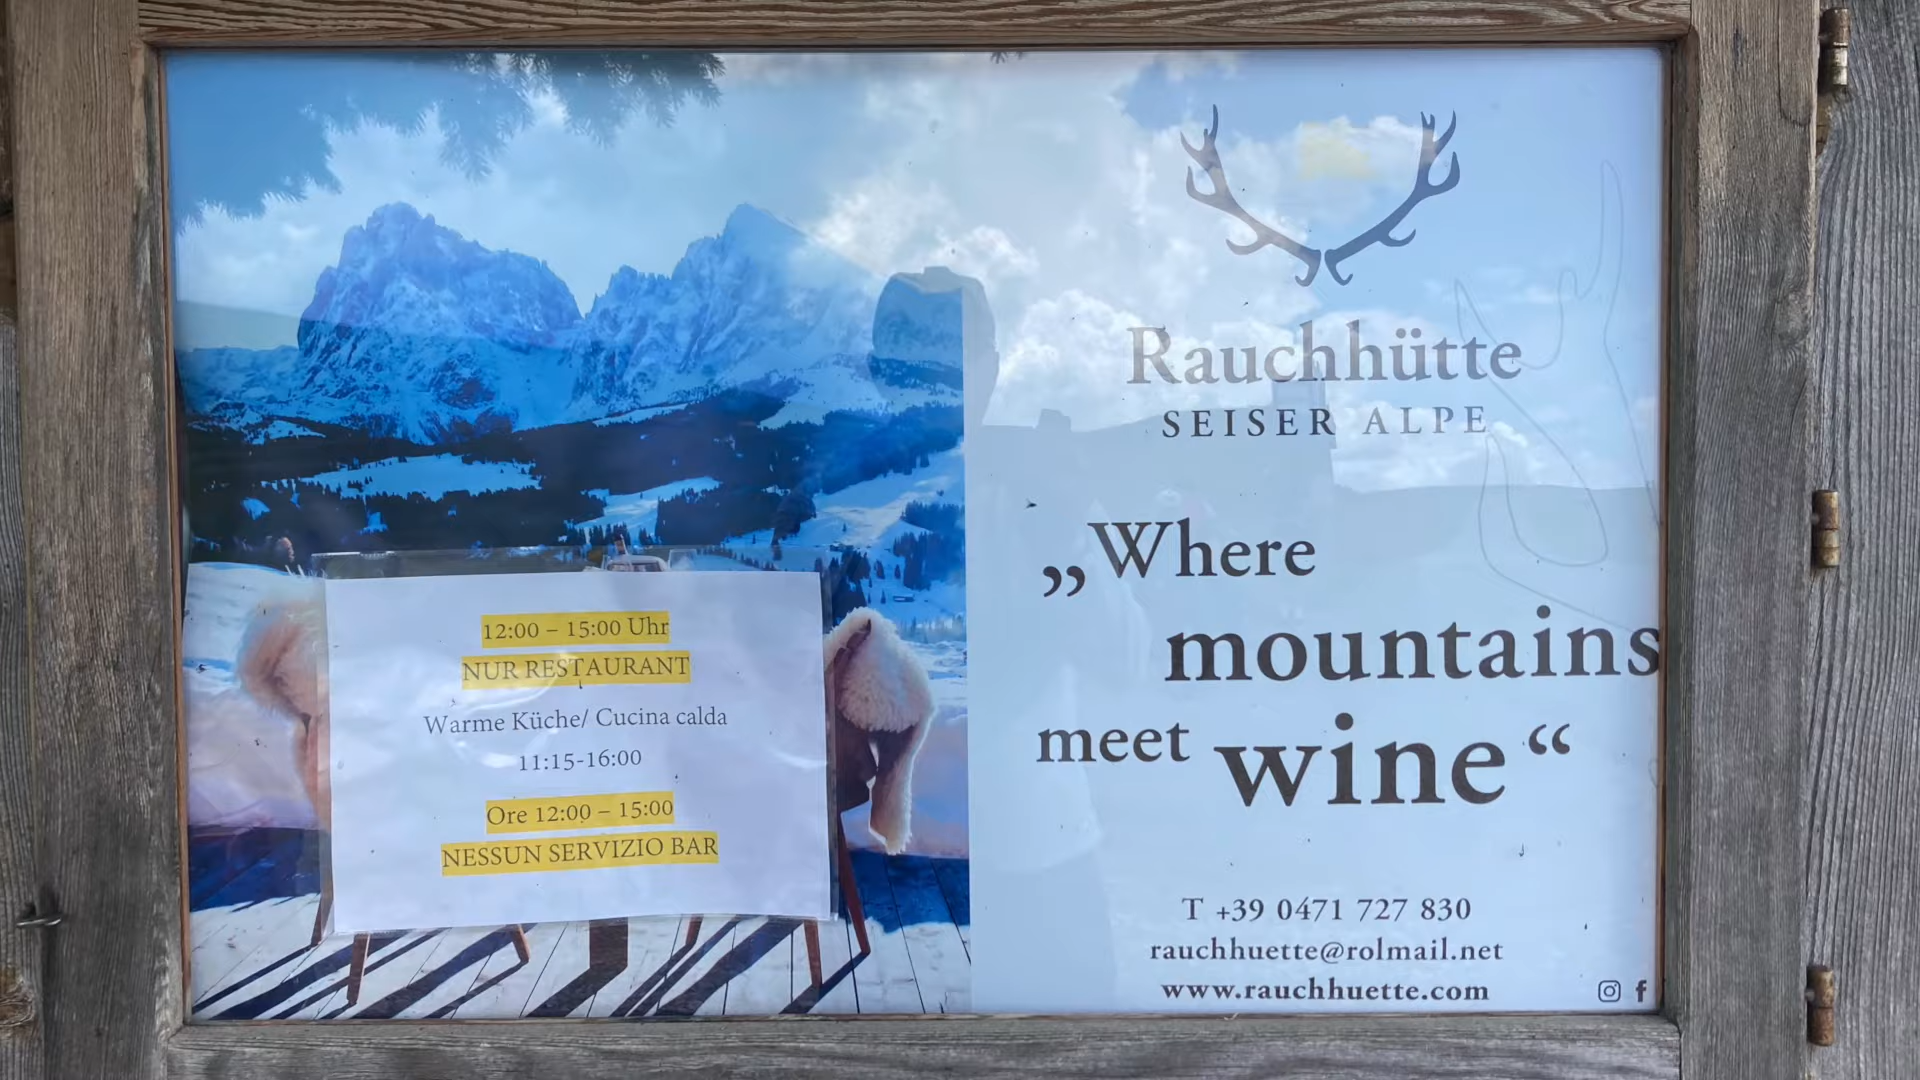 12:00 – 15:00 Uhr
NUR RESTAURANT
Warme Küche/ Cucina calda
11:15-16:00
Ore 12:00 – 15:00
NESSUN SERVIZIO BAR
Rauchhütte
SEISER ALPE
„Where
mountains
meet wine“
T +39 0471 727 830
rauchhuette@rolmail.net
www.rauchhuette.com